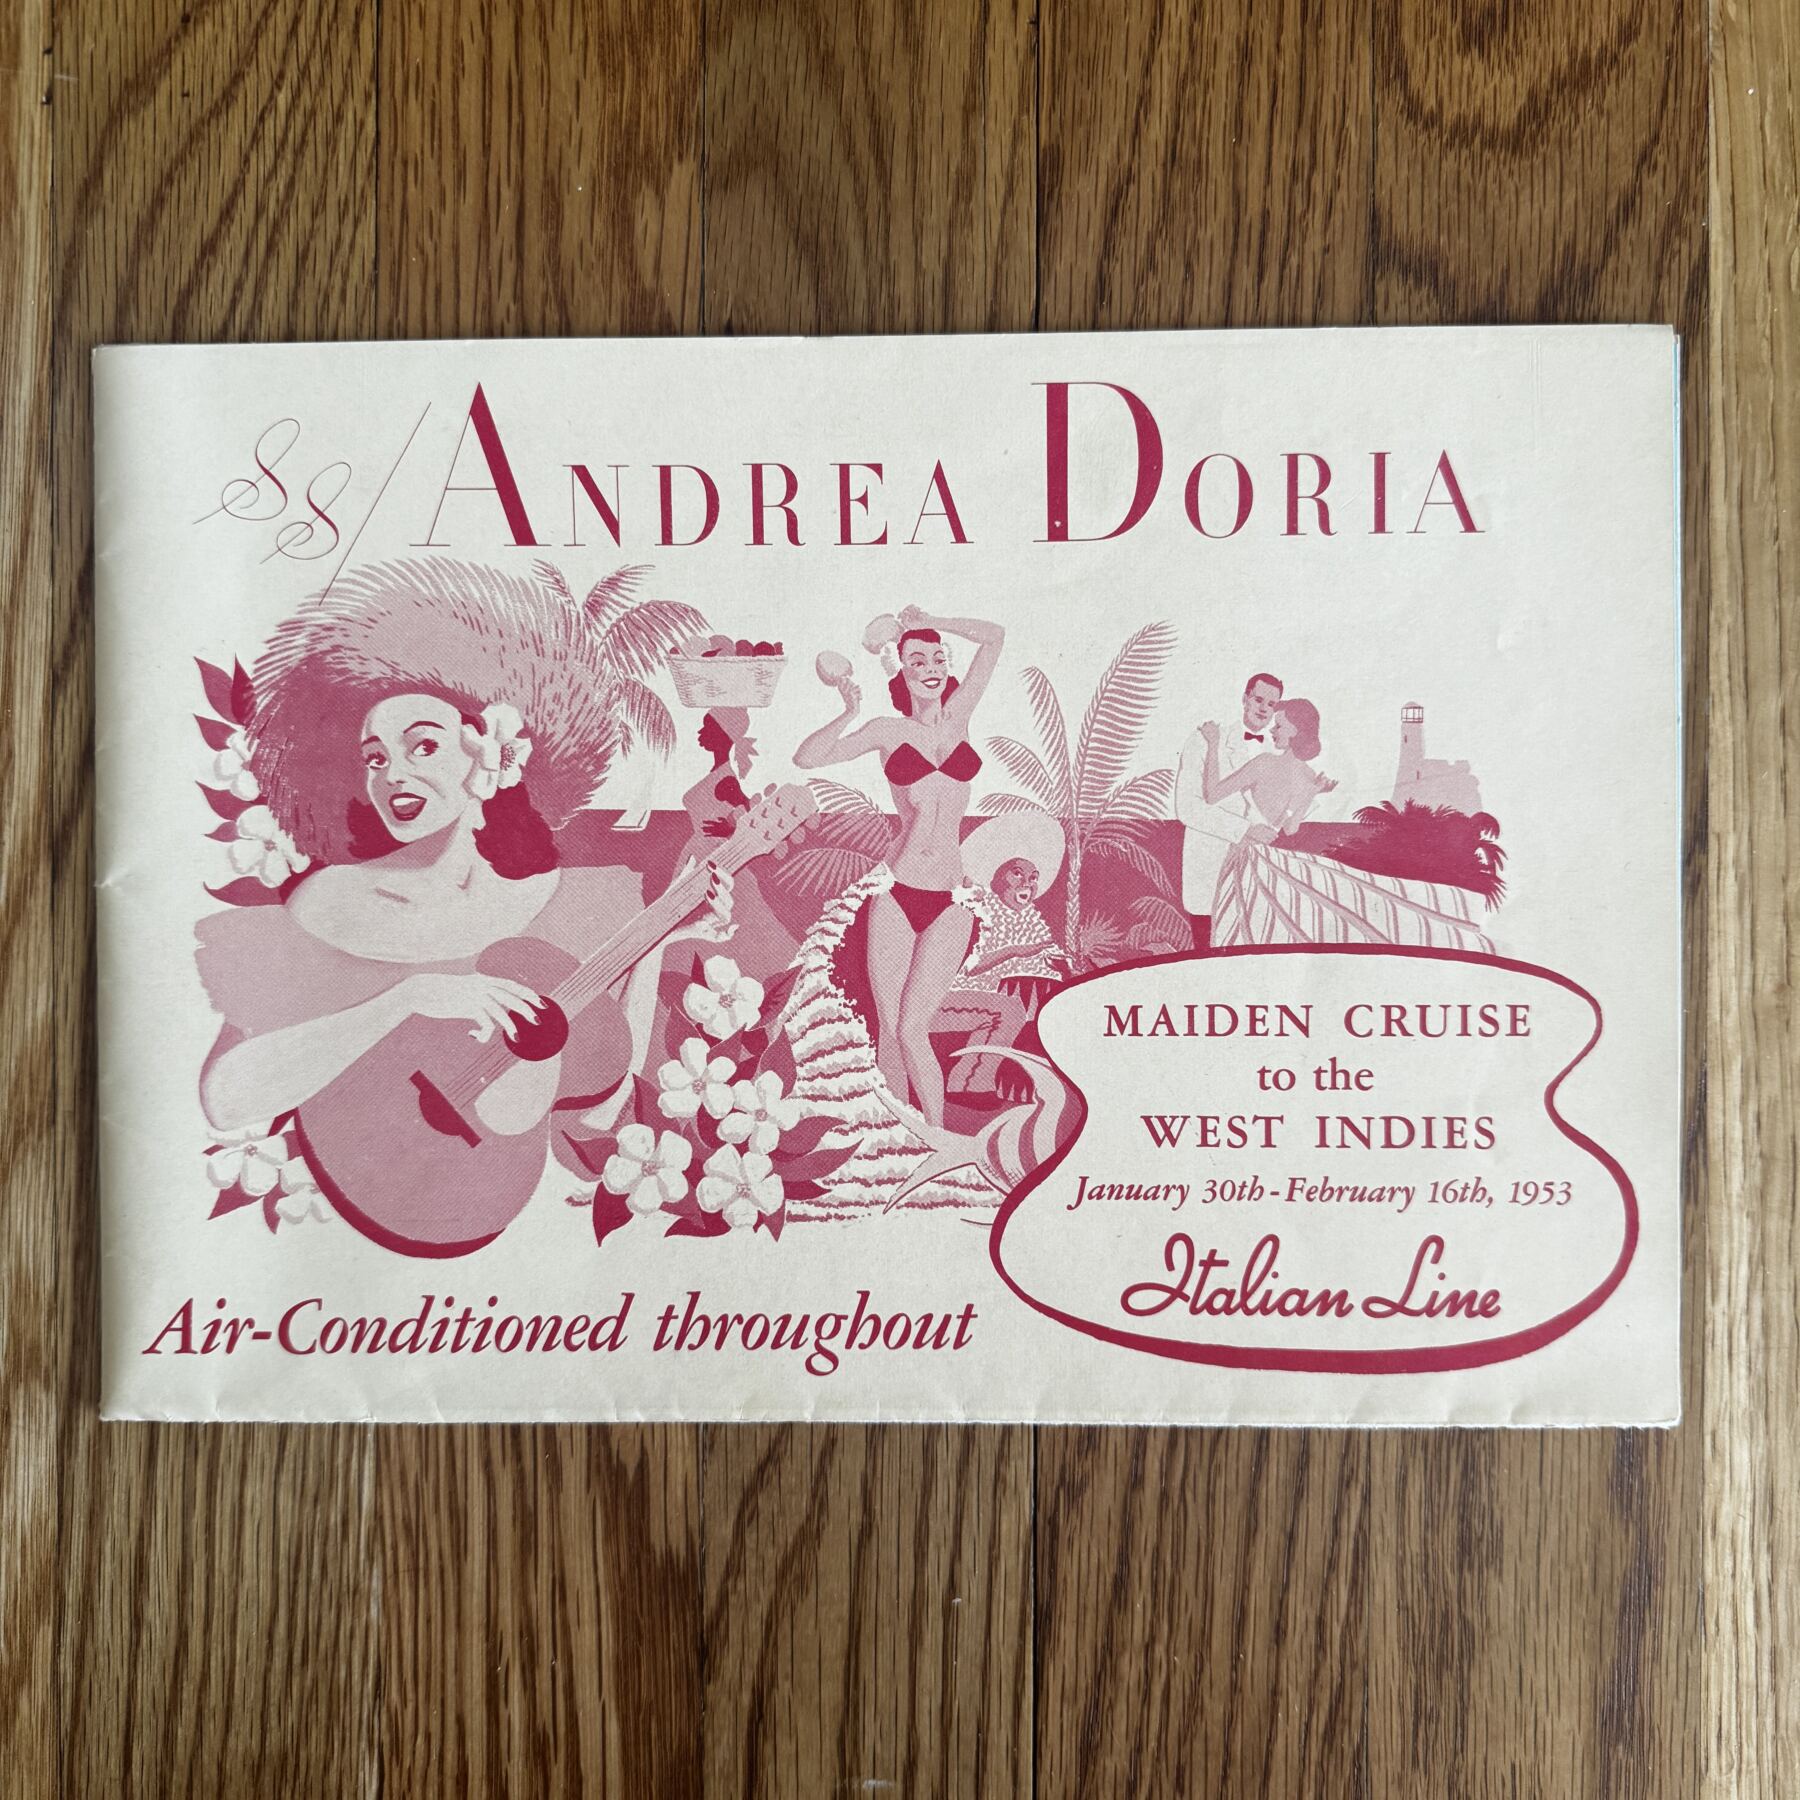 SS/ANDREA DORIA
MAIDEN CRUISE
to the
WEST INDIES
January 30th - February 16th, 1953
Italian Line
Air-Conditioned throughout